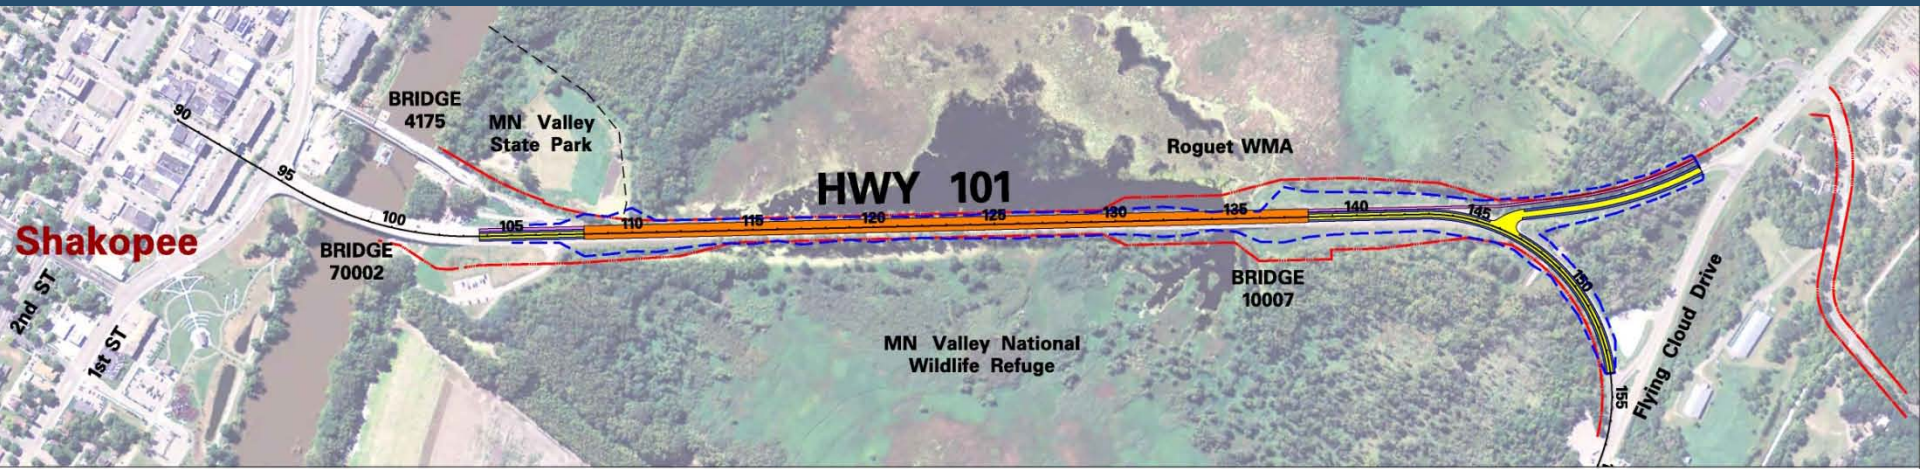 90
95
100
105
110
115
120
125
130
135
140
145
150
155
BRIDGE
4175
MN Valley
State Park
HWY 101
Roguet WMA
Shakopee
BRIDGE
70002
BRIDGE
10007
MN Valley National
Wildlife Refuge
2nd ST
1st ST
Flying Cloud Drive